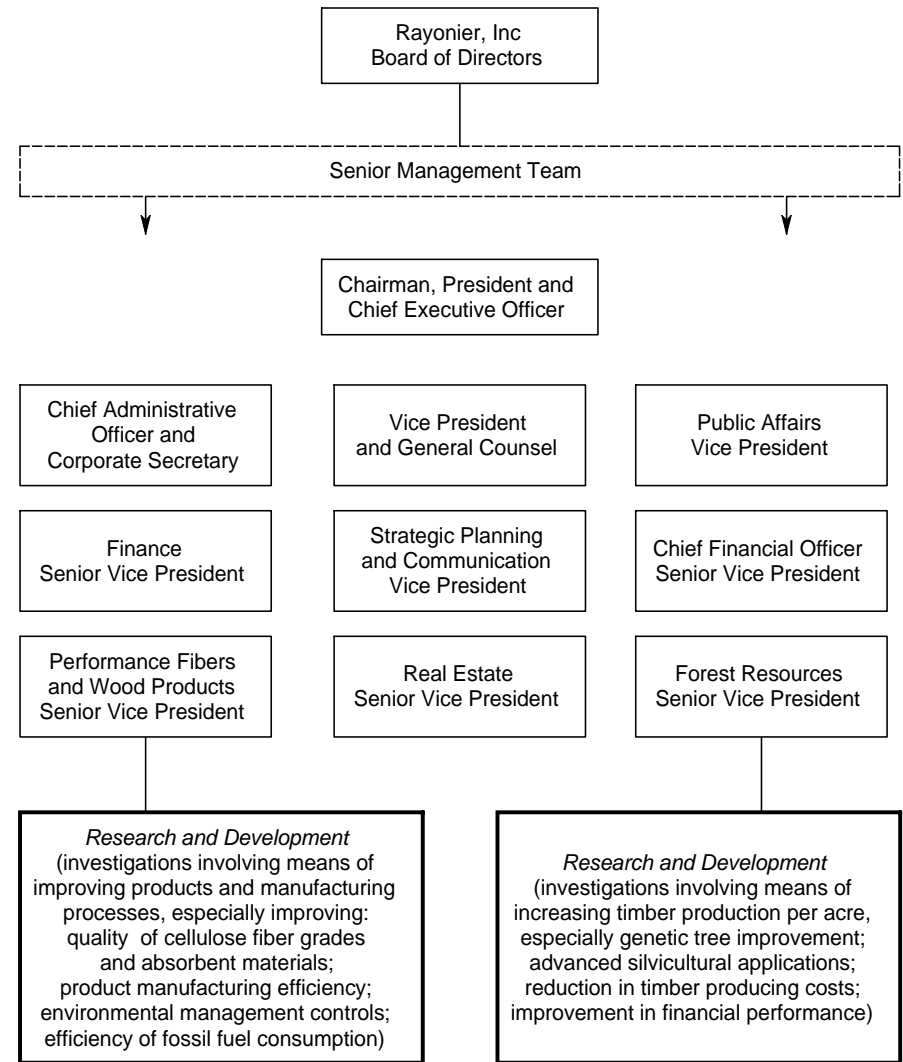 Rayonier, Inc
Board of Directors
Senior Management Team
Chairman, President and
Chief Executive Officer
Chief Administrative
Officer and
Corporate Secretary
Vice President
and General Counsel
Public Affairs
Vice President
Finance
Senior Vice President
Strategic Planning
and Communication
Vice President
Chief Financial Officer
Senior Vice President
Performance Fibers
and Wood Products
Senior Vice President
Real Estate
Senior Vice President
Forest Resources
Senior Vice President
Research and Development
(investigations involving means of
improving products and manufacturing
processes, especially improving:
quality of cellulose fiber grades
and absorbent materials;
product manufacturing efficiency;
environmental management controls;
efficiency of fossil fuel consumption)
Research and Development
(investigations involving means of
increasing timber production per acre,
especially genetic tree improvement;
advanced silvicultural applications;
reduction in timber producing costs;
improvement in financial performance)